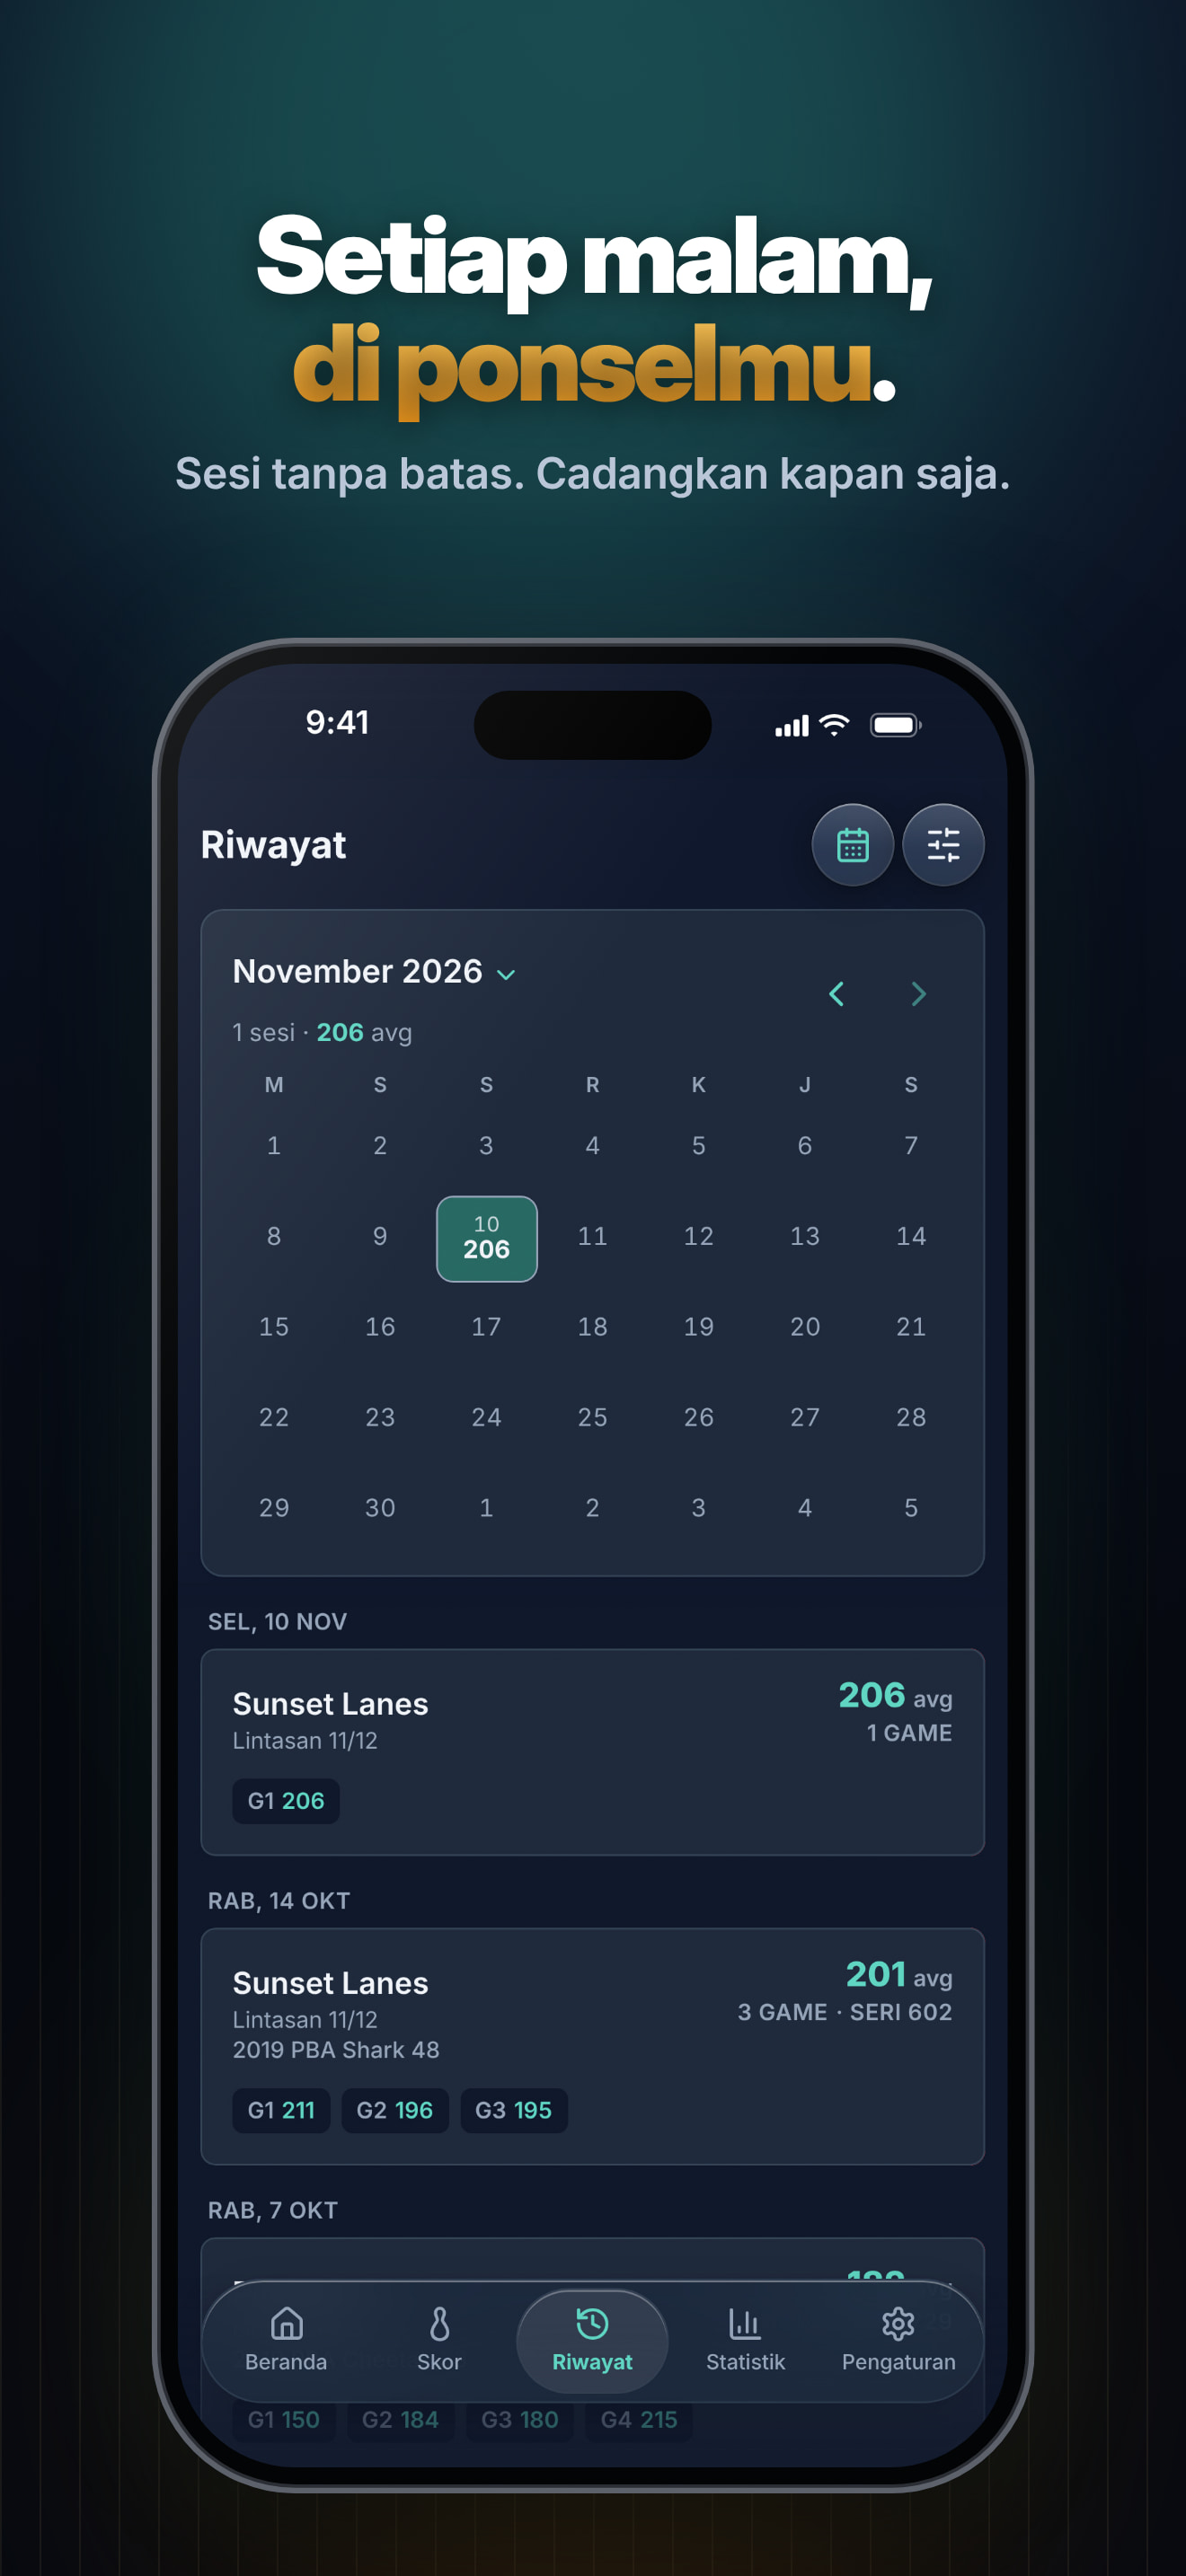 Setiap malam,
di ponselmu.
Sesi tanpa batas. Cadangkan kapan saja.
9:41
Riwayat
November 2026
1 sesi · 206 avg
M S S R K J S
1 2 3 4 5 6 7
8 9 10 11 12 13 14
206
15 16 17 18 19 20 21
22 23 24 25 26 27 28
29 30 1 2 3 4 5
SEL, 10 NOV
Sunset Lanes
206 avg
Lintasan 11/12
1 GAME
G1 206
RAB, 14 OKT
Sunset Lanes
201 avg
Lintasan 11/12
3 GAME · SERI 602
2019 PBA Shark 48
G1 211 G2 196 G3 195
RAB, 7 OKT
Beranda Skor Riwayat Statistik Pengaturan
G1 150 G2 184 G3 180 G4 215